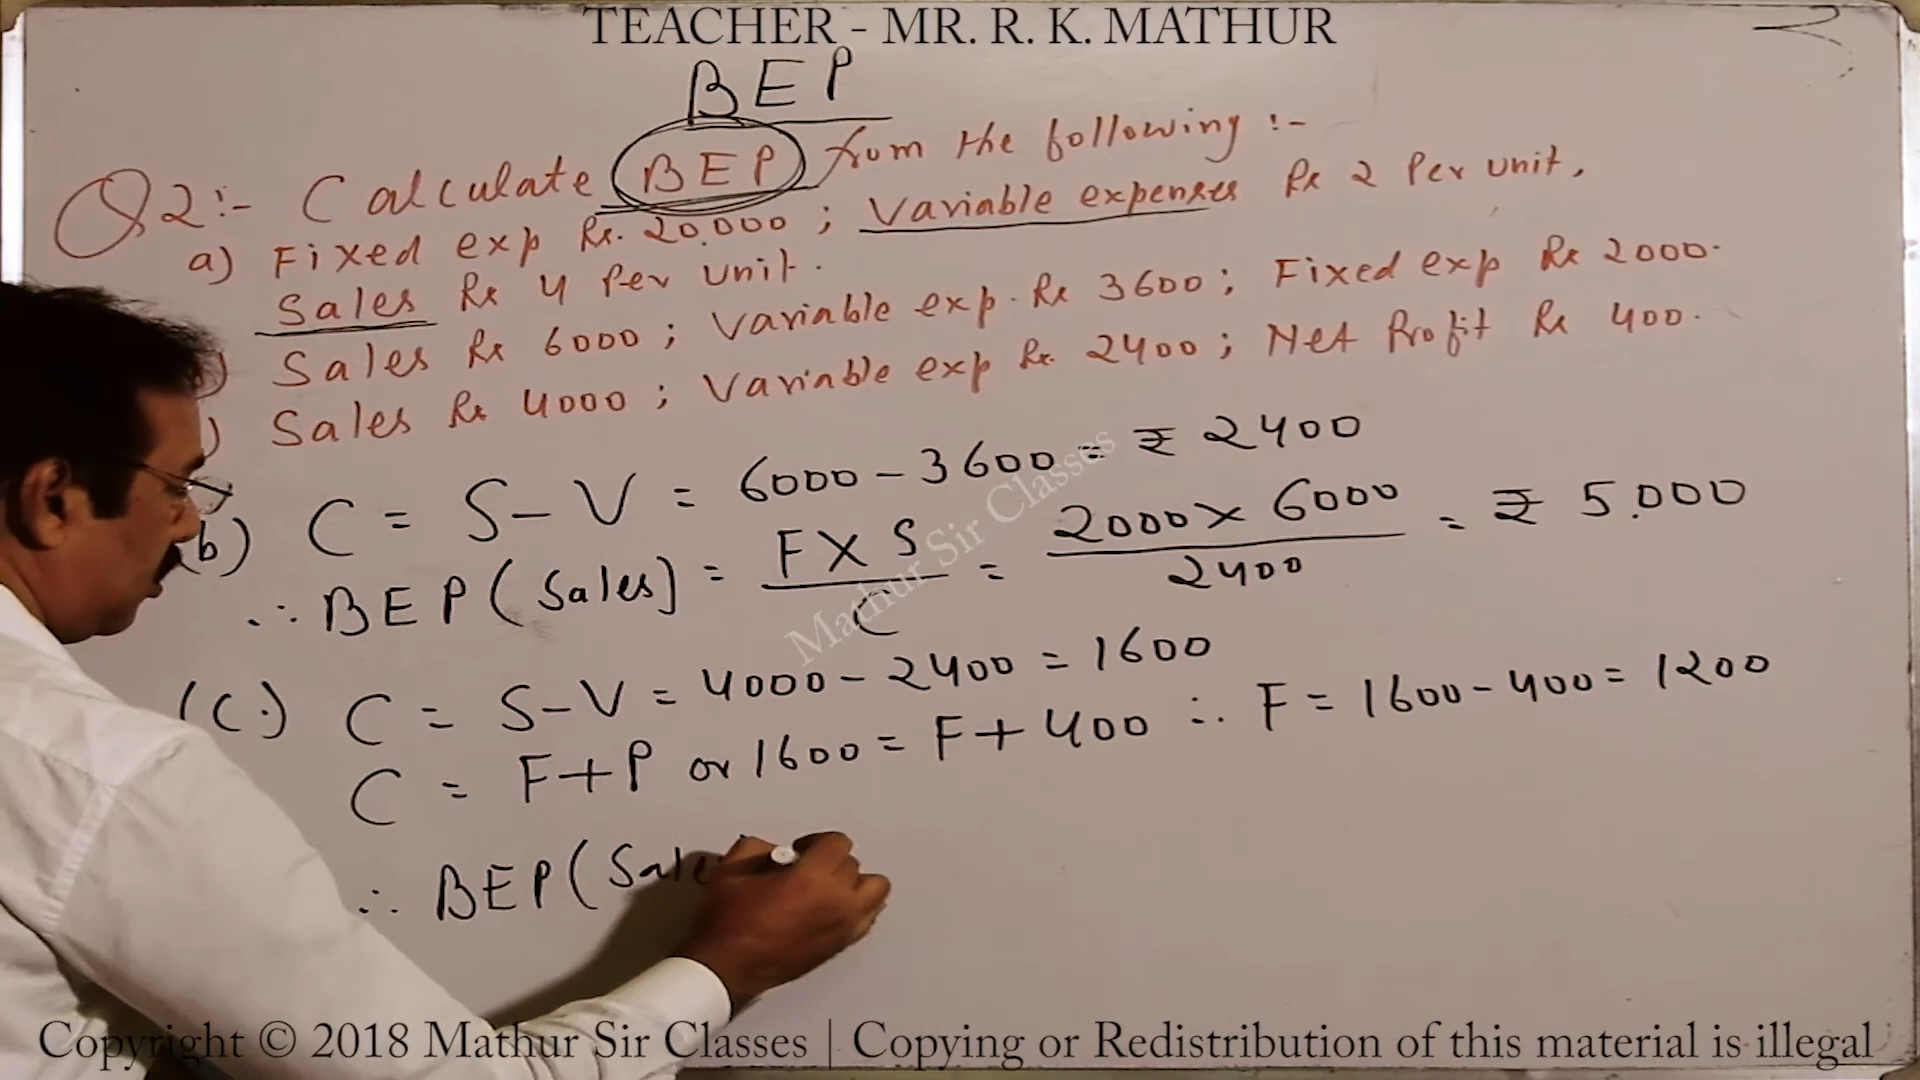 TEACHER - MR. R. K. MATHUR
BEP
Q2:- Calculate BEP from the following :-
a) Fixed exp Rs. 20,000 ; Variable expenses Rs 2 Per unit,
Sales Rs 4 Per unit.
) Sales Rs 6000 ; Variable exp. Rs 3600 ; Fixed exp Rs 2000.
) Sales Rs 4000 ; Variable exp Rs. 2400 ; Net Profit Rs 400.
(b) C = S-V = 6000-3600 = ₹ 2400
∴ BEP (Sales) = F X S / C = 2000 X 6000 / 2400 = ₹ 5,000
(C.) C = S-V = 4000-2400 = 1600
C = F+P or 1600 = F+400 ∴ F = 1600-400 = 1200
∴ BEP (Sale
Mathur Sir Classes
Copyright © 2018 Mathur Sir Classes | Copying or Redistribution of this material is illegal